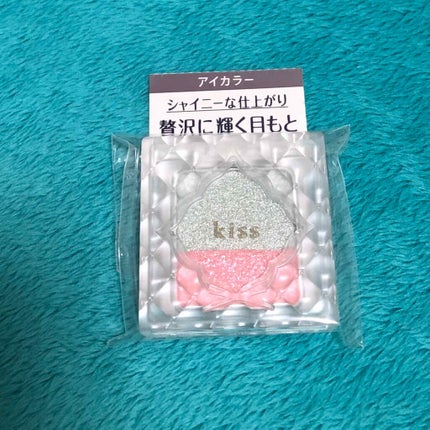 アイカラー
シャイニーな仕上がり
贅沢に輝く目もと
kiss